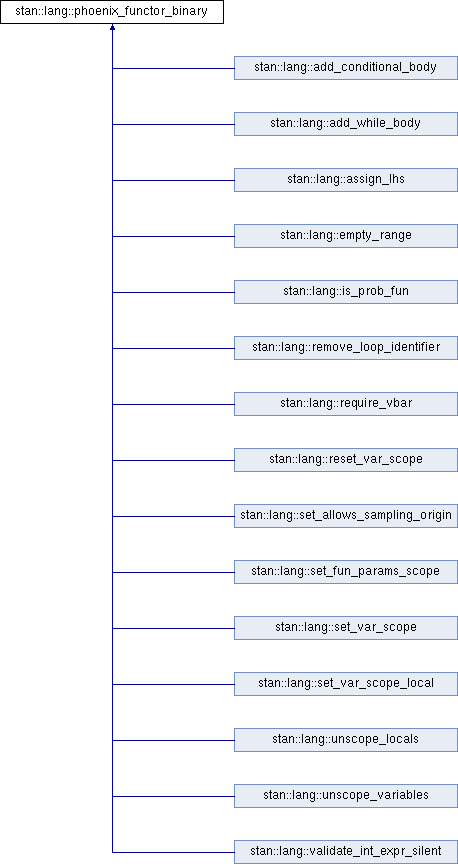 stan::lang::phoenix_functor_binary
stan::lang::add_conditional_body
stan::lang::add_while_body
stan::lang::assign_lhs
stan::lang::empty_range
stan::lang::is_prob_fun
stan::lang::remove_loop_identifier
stan::lang::require_vbar
stan::lang::reset_var_scope
stan::lang::set_allows_sampling_origin
stan::lang::set_fun_params_scope
stan::lang::set_var_scope
stan::lang::set_var_scope_local
stan::lang::unscope_locals
stan::lang::unscope_variables
stan::lang::validate_int_expr_silent